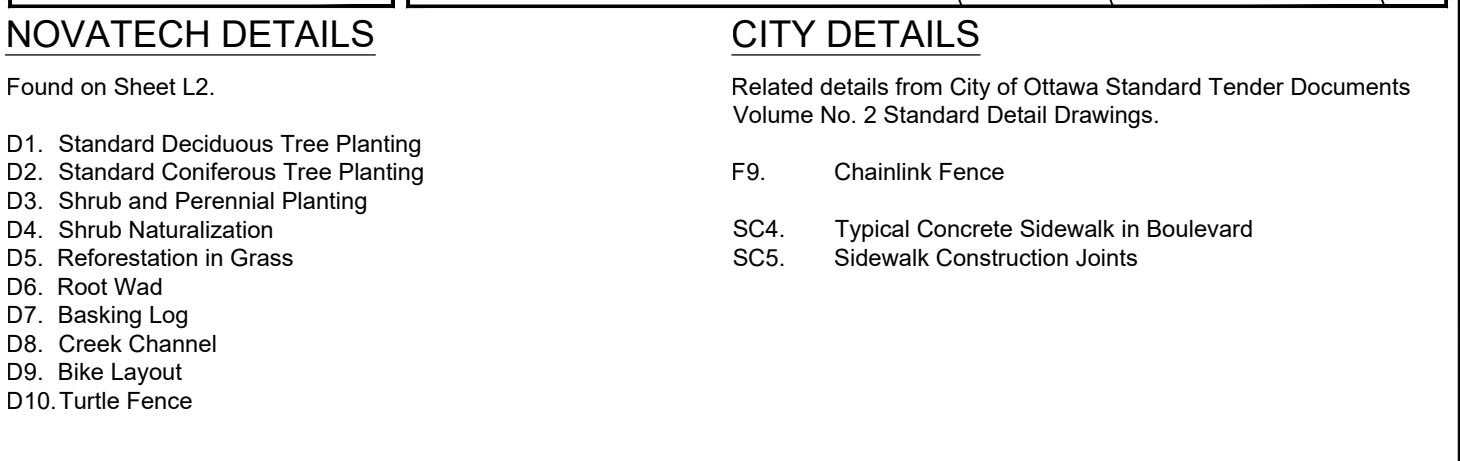 NOVATECH DETAILS
Found on Sheet L2.
D1. Standard Deciduous Tree Planting
D2. Standard Coniferous Tree Planting
D3. Shrub and Perennial Planting
D4. Shrub Naturalization
D5. Reforestation in Grass
D6. Root Wad
D7. Basking Log
D8. Creek Channel
D9. Bike Layout
D10. Turtle Fence
CITY DETAILS
Related details from City of Ottawa Standard Tender Documents
Volume No. 2 Standard Detail Drawings.
F9. Chainlink Fence
SC4. Typical Concrete Sidewalk in Boulevard
SC5. Sidewalk Construction Joints